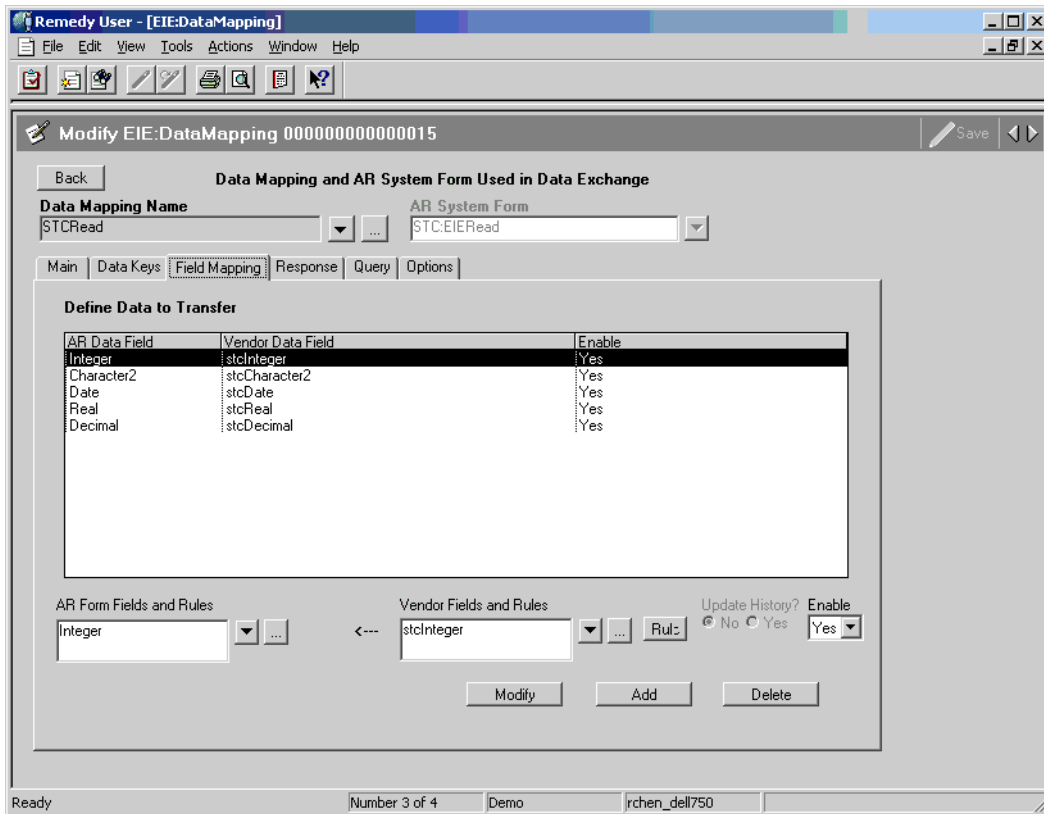 Remedy User - [EIE:DataMapping]
File Edit View Tools Actions Window Help
Modify EIE:DataMapping 000000000000015
Save
Back
Data Mapping and AR System Form Used in Data Exchange
Data Mapping Name
AR System Form
STCRead
...
STC:EIERead
Main Data Keys Field Mapping Response Query Options
Define Data to Transfer
AR Data Field Vendor Data Field Enable
Integer stcInteger Yes
Character2 stcCharacter2 Yes
Date stcDate Yes
Real stcReal Yes
Decimal stcDecimal Yes
AR Form Fields and Rules Vendor Fields and Rules Update History? Enable
Integer ... <--- stcInteger ... Rule No Yes Yes
Modify Add Delete
Ready Number 3 of 4 Demo rchen_dell750